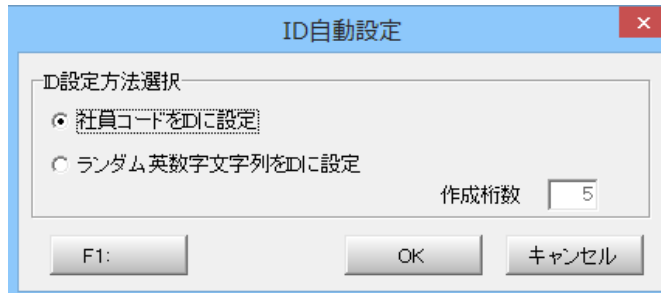 ID自動設定
ID設定方法選択
社員コードをIDに設定
ランダム英数字文字列をIDに設定
作成桁数 5
F1: OK キャンセル